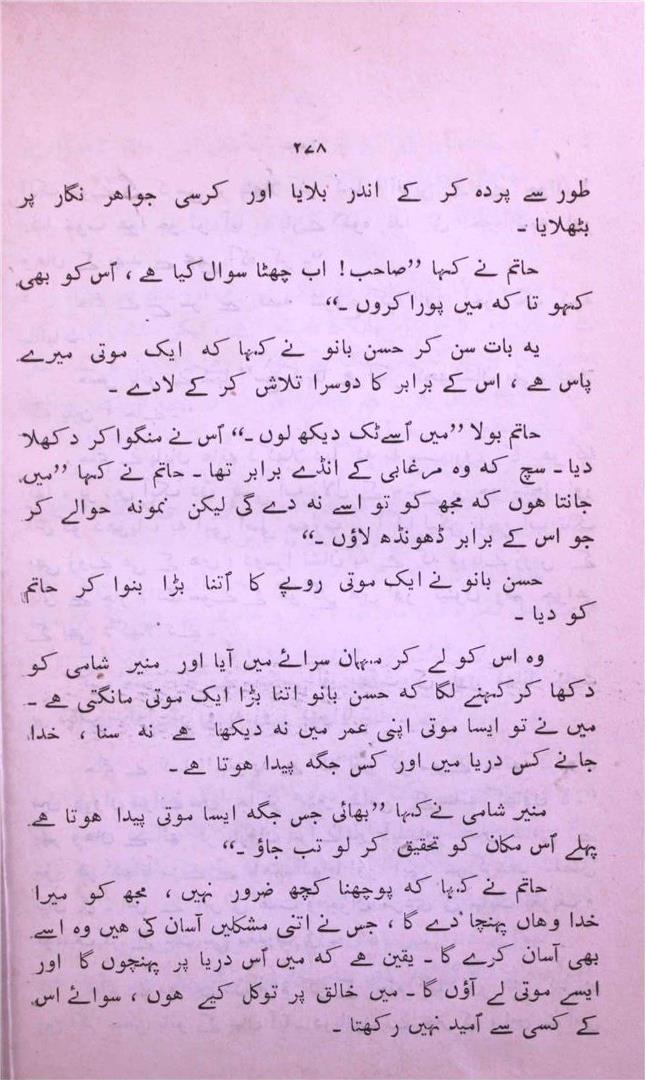 ۲۷۸
طور سے پردہ کر کے اندر بلایا اور کرسی جواہر نگار پر
بٹھلایا ۔
حاتم نے کہا ”صاحب! اب چھٹا سوال کیا ہے ، اُس کو بھی
کہو تا کہ میں پورا کروں ۔“
یہ بات سن کر حسن بانو نے کہا کہ ایک موتی میرے
پاس ہے ، اس کے برابر کا دوسرا تلاش کر کے لادے ۔
حاتم بولا ”میں اُسے ٹک دیکھ لوں ۔“ اُس نے منگوا کر دکھلا
دیا ۔ سچ کہ وہ مرغابی کے انڈے برابر تھا ۔ حاتم نے کہا ”میں
جانتا ہوں کہ مجھ کو تو اسے نہ دے گی لیکن نمونہ حوالے کر
جو اس کے برابر ڈھونڈھ لاؤں ۔“
حسن بانو نے ایک موتی روپے کا اُتنا بڑا بنوا کر حاتم
کو دیا ۔
وہ اس کو لے کر مہمان سرائے میں آیا اور منیر شامی کو
دکھا کر کہنے لگا کہ حسن بانو اتنا بڑا ایک موتی مانگتی ہے ۔
میں نے تو ایسا موتی اپنی عمر میں نہ دیکھا ہے نہ سنا ، خدا
جانے کس دریا میں اور کس جگہ پیدا ہوتا ہے ۔
منیر شامی نے کہا ”بھائی جس جگہ ایسا موتی پیدا ہوتا ہے
پہلے اُس مکان کو تحقیق کر لو تب جاؤ ۔“
حاتم نے کہا کہ پوچھنا کچھ ضرور نہیں ، مجھ کو میرا
خدا وہاں پہنچا دے گا ، جس نے اتنی مشکلیں آسان کی ہیں وہ اسے
بھی آسان کرے گا ۔ یقین ہے کہ میں اُس دریا پر پہنچوں گا اور
ایسے موتی لے آؤں گا ۔ میں خالق پر توکل کیے ہوں ، سوائے اس
کے کسی سے اُمید نہیں رکھتا ۔